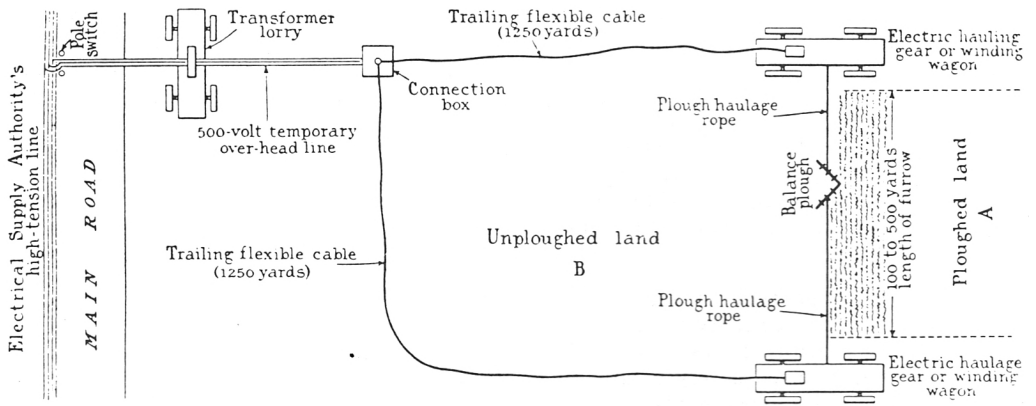 Electrical Supply Authority's
high-tension line
MAIN ROAD
Pole
switch
Transformer
lorry
500-volt temporary
over-head line
Connection
box
Trailing flexible cable
(1250 yards)
Trailing flexible cable
(1250 yards)
Unploughed land
B
Electric hauling
gear or winding
wagon
Plough haulage
rope
Balance
plough
100 to 500 yards
length of furrow
Ploughed land
A
Plough haulage
rope
Electric haulage
gear or winding
wagon